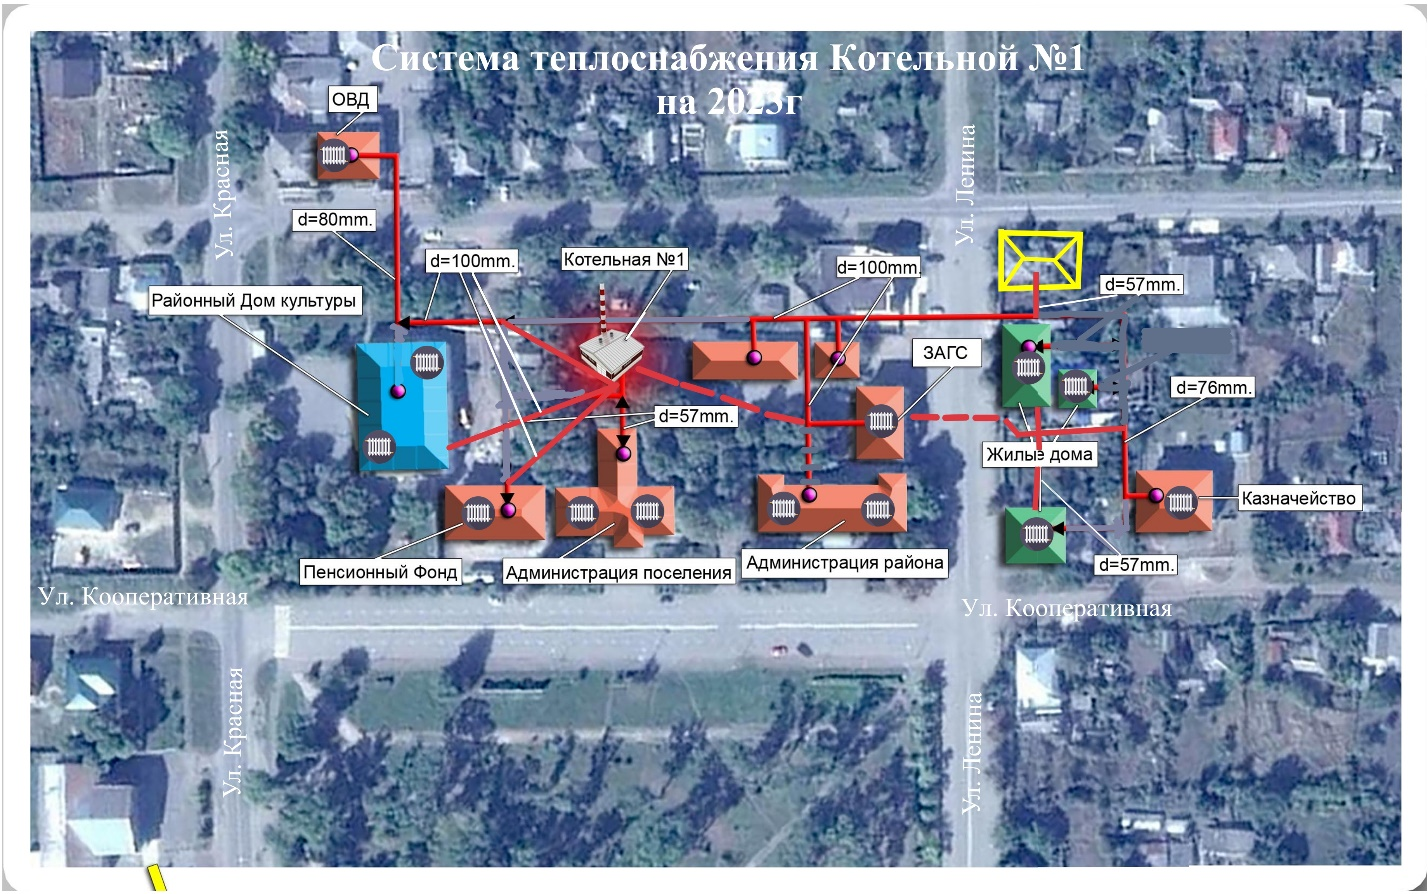 Система теплоснабжения Котельной №1
на 2023г
ОВД
Ул. Красная
Ул. Ленина
d=80mm.
d=100mm.
Котельная №1
d=100mm.
d=57mm.
Районный Дом культуры
ЗАГС
d=76mm.
d=57mm.
Жилые дома
Казначейство
d=57mm.
Пенсионный Фонд
Администрация поселения
Администрация района
Ул. Кооперативная
Ул. Кооперативная
Ул. Красная
Ул. Ленина